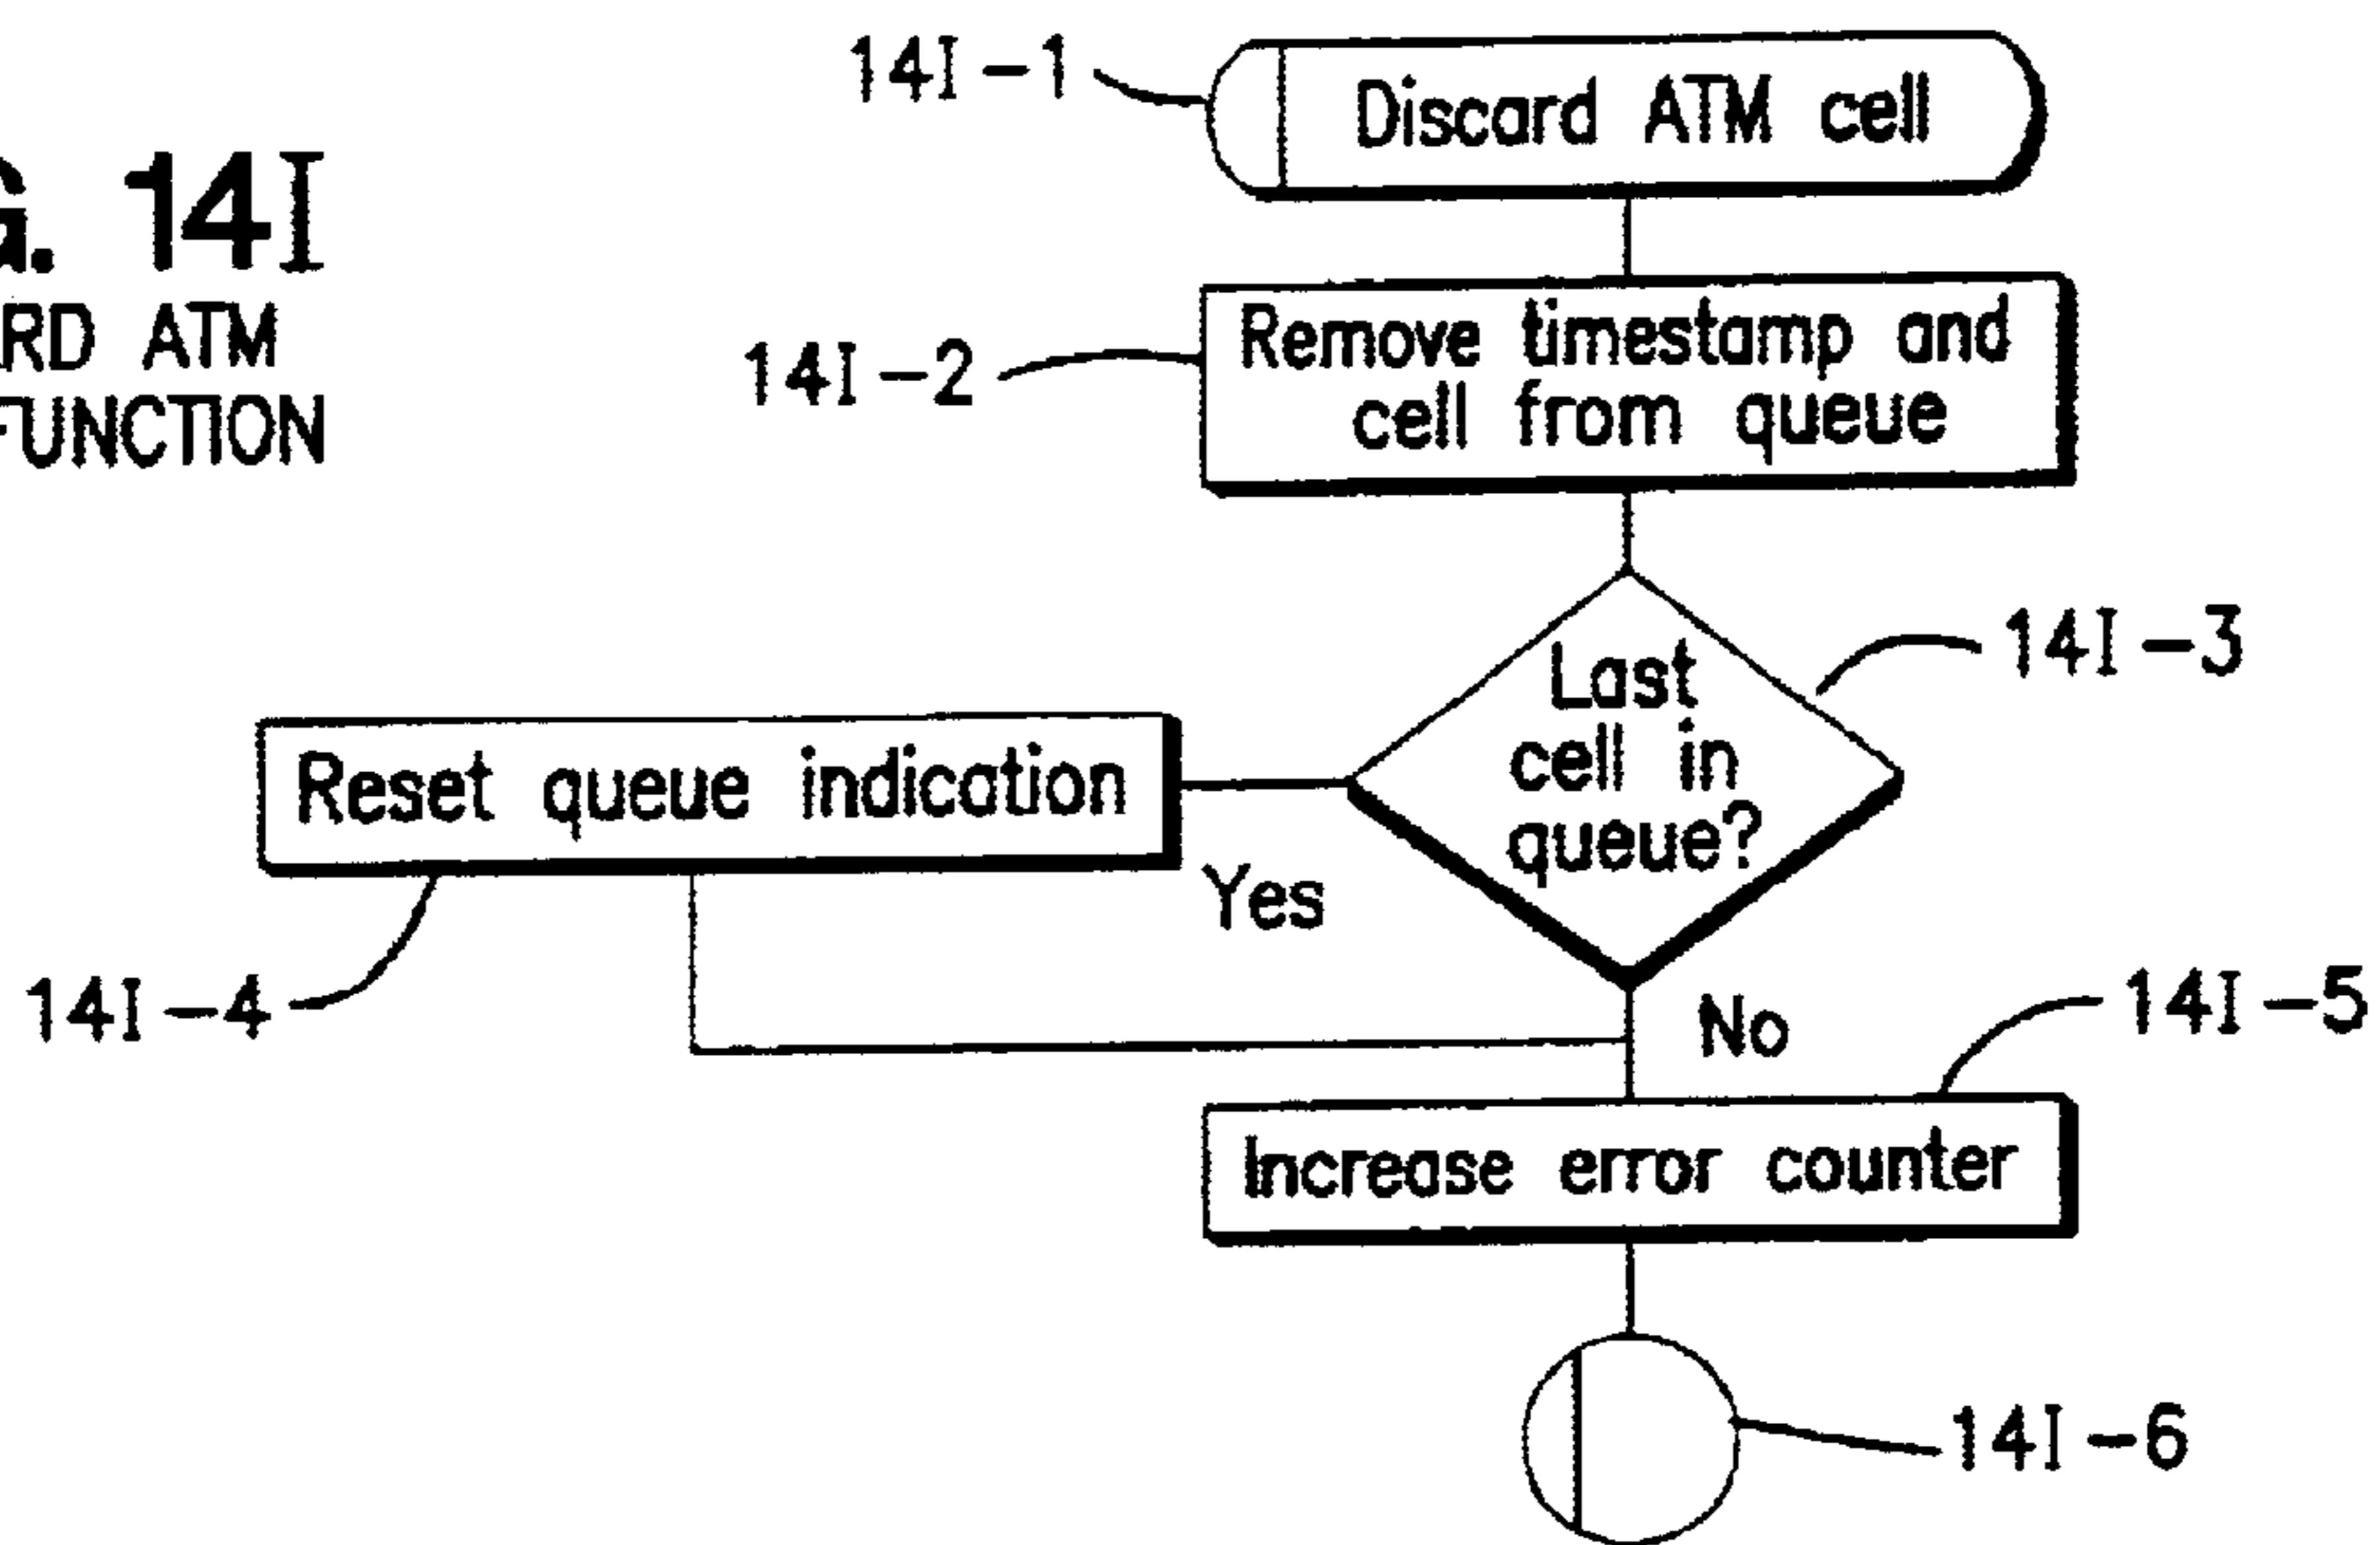 14I-1
Discard ATM cell
G. 14I
RD ATM
FUNCTION
14I-2
Remove timestamp and
cell from queue
14I-3
Last
cell in
queue?
Reset queue indication
Yes
14I-4
No
14I-5
Increase error counter
14I-6